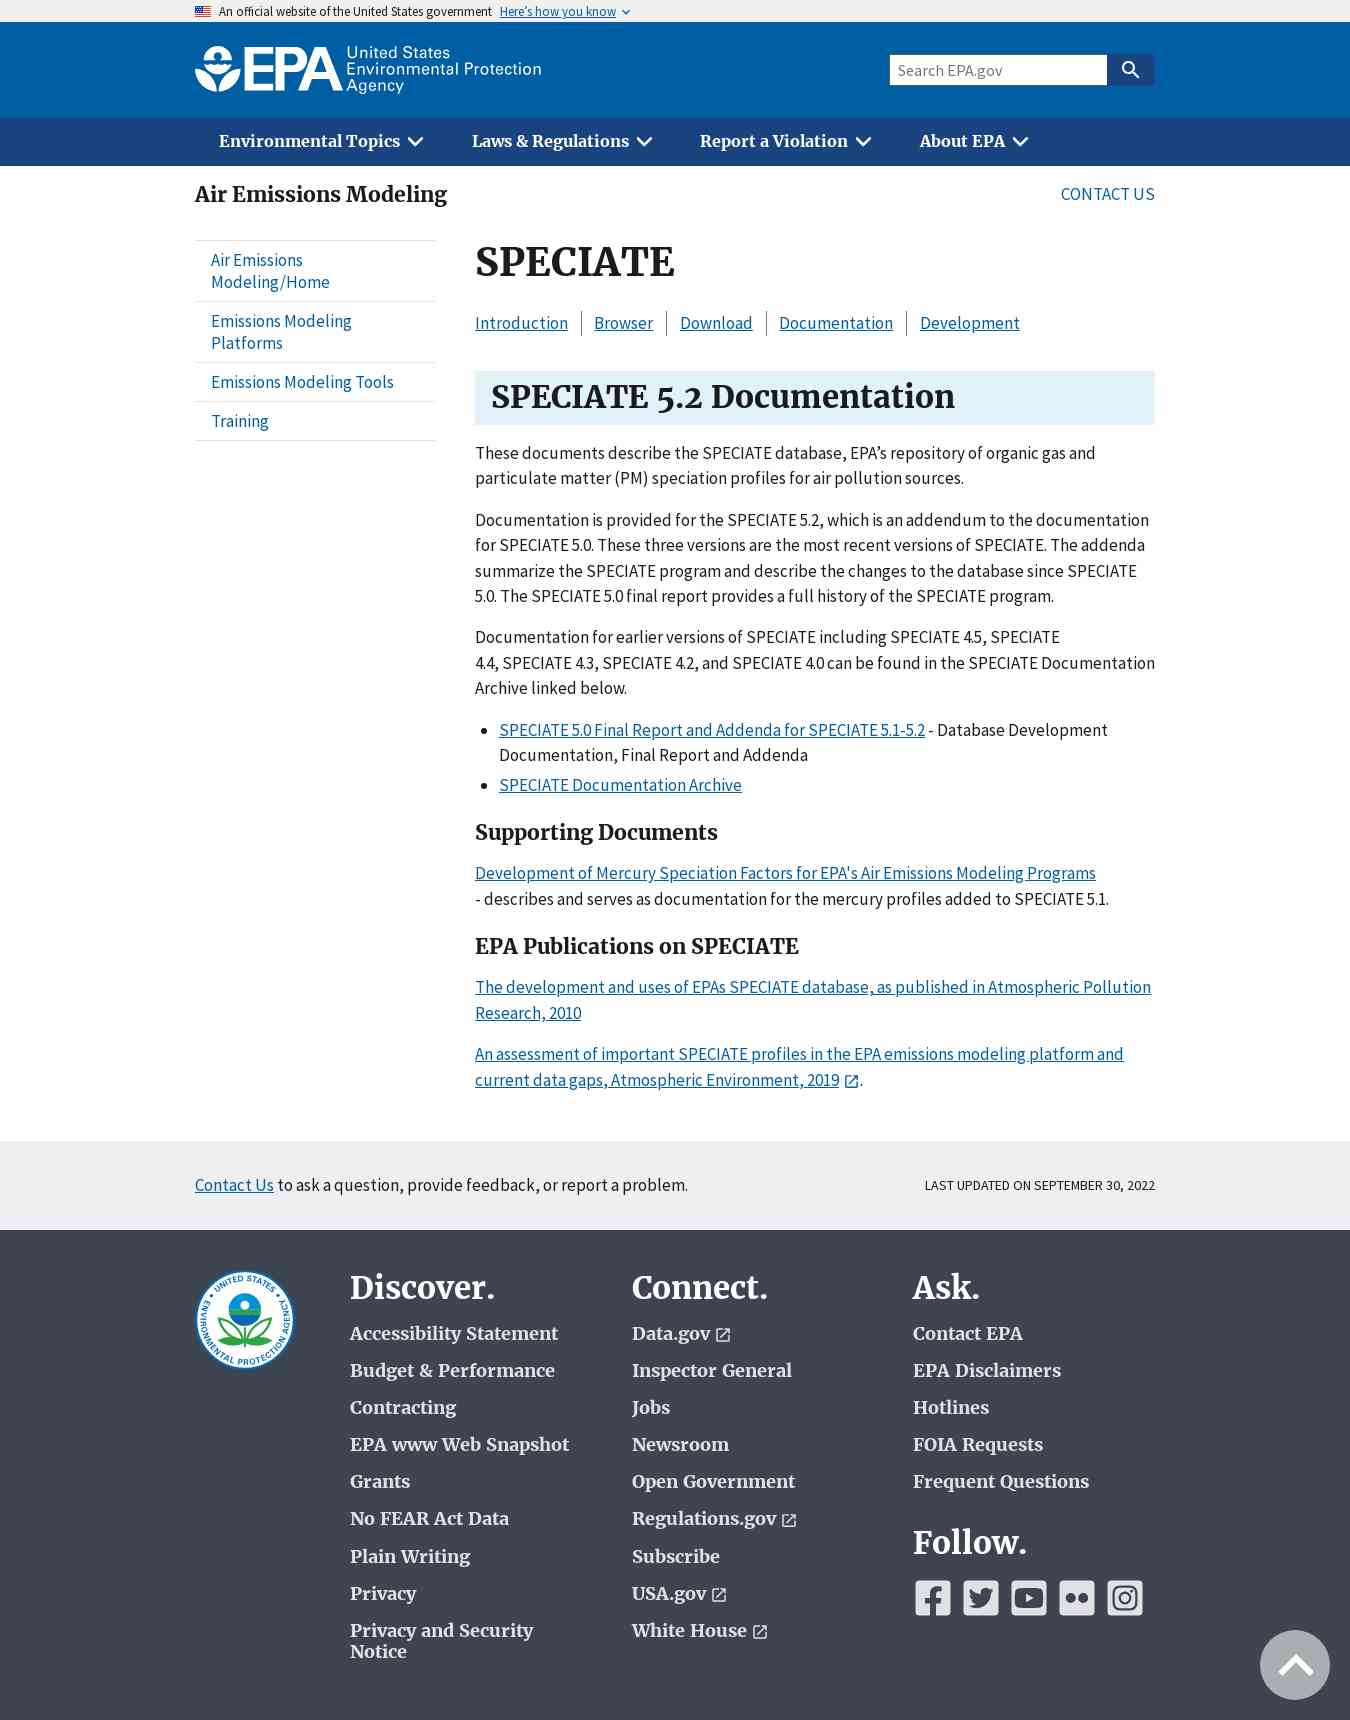 An official website of the United States government Here’s how you know
EPA United States
Environmental Protection
Agency
Search EPA.gov
Environmental Topics Laws & Regulations Report a Violation About EPA
Air Emissions Modeling CONTACT US
Air Emissions
Modeling/Home
Emissions Modeling
Platforms
Emissions Modeling Tools
Training
SPECIATE
Introduction Browser Download Documentation Development
SPECIATE 5.2 Documentation
These documents describe the SPECIATE database, EPA’s repository of organic gas and
particulate matter (PM) speciation profiles for air pollution sources.
Documentation is provided for the SPECIATE 5.2, which is an addendum to the documentation
for SPECIATE 5.0. These three versions are the most recent versions of SPECIATE. The addenda
summarize the SPECIATE program and describe the changes to the database since SPECIATE
5.0. The SPECIATE 5.0 final report provides a full history of the SPECIATE program.
Documentation for earlier versions of SPECIATE including SPECIATE 4.5, SPECIATE
4.4, SPECIATE 4.3, SPECIATE 4.2, and SPECIATE 4.0 can be found in the SPECIATE Documentation
Archive linked below.
• SPECIATE 5.0 Final Report and Addenda for SPECIATE 5.1-5.2 - Database Development
Documentation, Final Report and Addenda
• SPECIATE Documentation Archive
Supporting Documents
Development of Mercury Speciation Factors for EPA's Air Emissions Modeling Programs
- describes and serves as documentation for the mercury profiles added to SPECIATE 5.1.
EPA Publications on SPECIATE
The development and uses of EPAs SPECIATE database, as published in Atmospheric Pollution
Research, 2010
An assessment of important SPECIATE profiles in the EPA emissions modeling platform and
current data gaps, Atmospheric Environment, 2019 .
Contact Us to ask a question, provide feedback, or report a problem. LAST UPDATED ON SEPTEMBER 30, 2022
UNITED STATES
ENVIRONMENTAL PROTECTION AGENCY
Discover.
Accessibility Statement
Budget & Performance
Contracting
EPA www Web Snapshot
Grants
No FEAR Act Data
Plain Writing
Privacy
Privacy and Security
Notice
Connect.
Data.gov
Inspector General
Jobs
Newsroom
Open Government
Regulations.gov
Subscribe
USA.gov
White House
Ask.
Contact EPA
EPA Disclaimers
Hotlines
FOIA Requests
Frequent Questions
Follow.